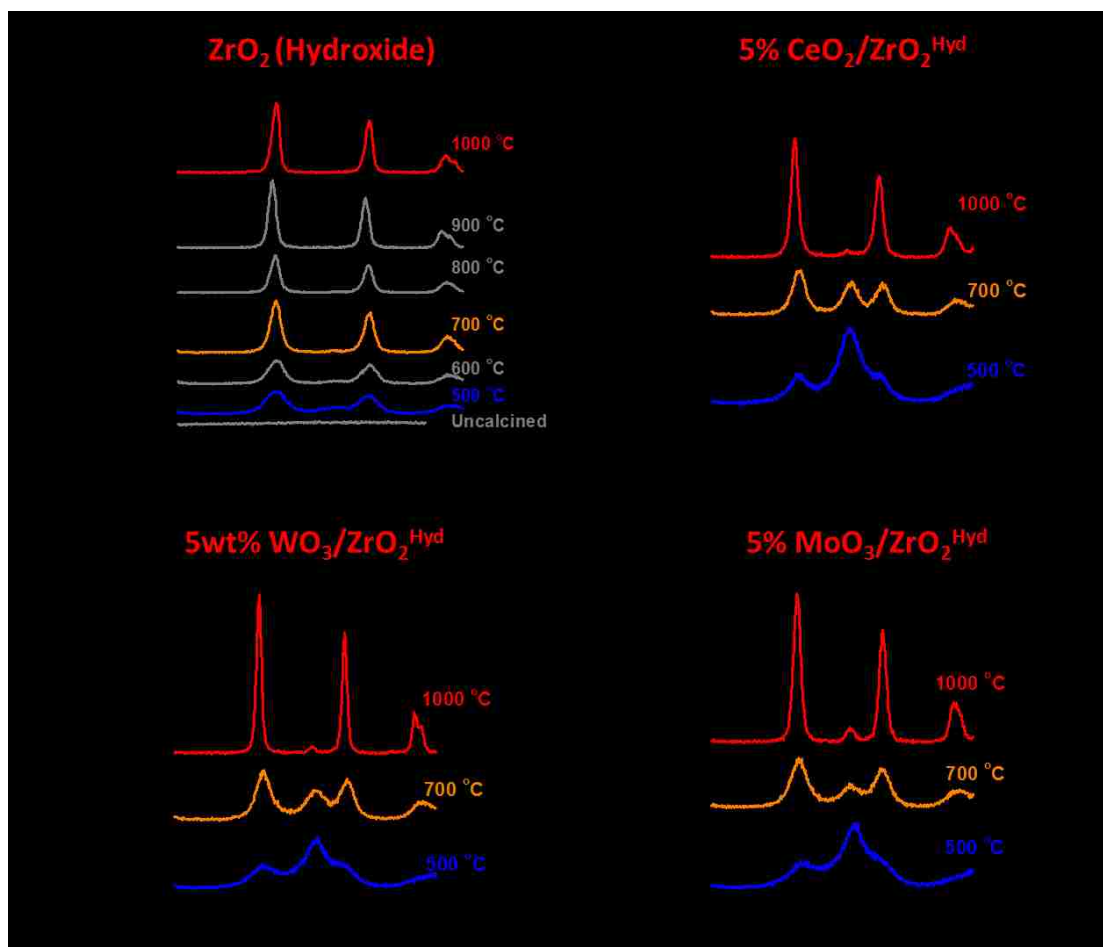 ZrO₂ (Hydroxide)
1000 °C
900 °C
800 °C
700 °C
600 °C
500 °C
Uncalcined
5% CeO₂/ZrO₂ᴴʸᵈ
1000 °C
700 °C
500 °C
5wt% WO₃/ZrO₂ᴴʸᵈ
1000 °C
700 °C
500 °C
5% MoO₃/ZrO₂ᴴʸᵈ
1000 °C
700 °C
500 °C